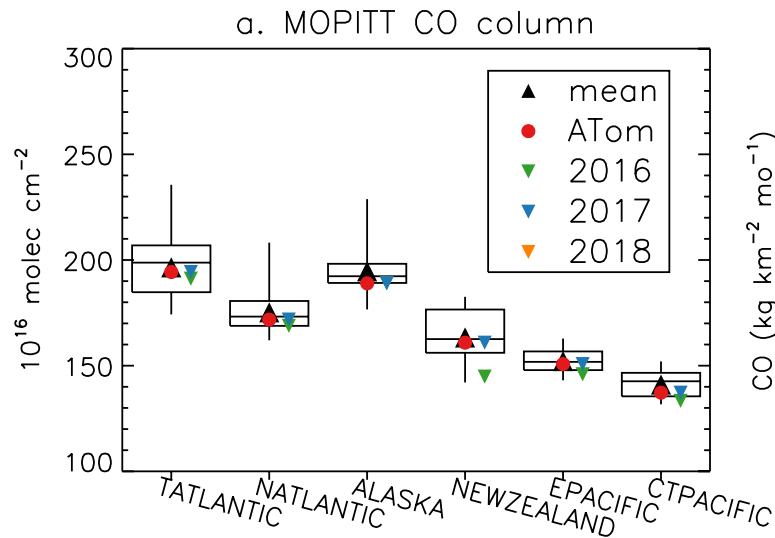 a. MOPITT CO column
300
250
200
150
100
10¹⁶ molec cm⁻²
mean
ATom
2016
2017
2018
CO (kq km⁻² mo⁻¹)
TATLANTIC
NATLANTIC
ALASKA
NEWZEALAND
EPACIFIC
CTPACIFIC